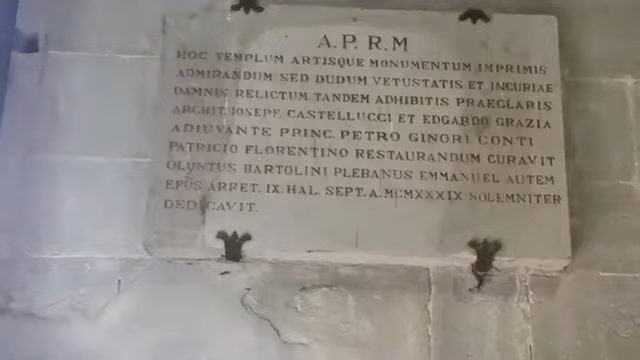 A. P. R. M
HOC TEMPLUM ARTISQUE MONUMENTUM IMPRIMIS
ADMIRANDUM SED DUDUM VETUSTATIS ET INCURIAE
DAMNIS RELICTUM TANDEM ADHIBITIS PRAECLARIS
ARCHIT. IOSEPF. CASTELLUCCI ET EDGARDO GRAZIA
ADIUVANTE PRINC. PETRO GINORI CONTI
PATRICIO FLORENTINO RESTAURANDUM CURAVIT
OLYNTUS BARTOLINI PLEBANUS EMMANUEL AUTEM
EPUS ARRET. IX. HAL. SEPT. A. MCMXXXIX SOLEMNITER
DEDICAVIT.